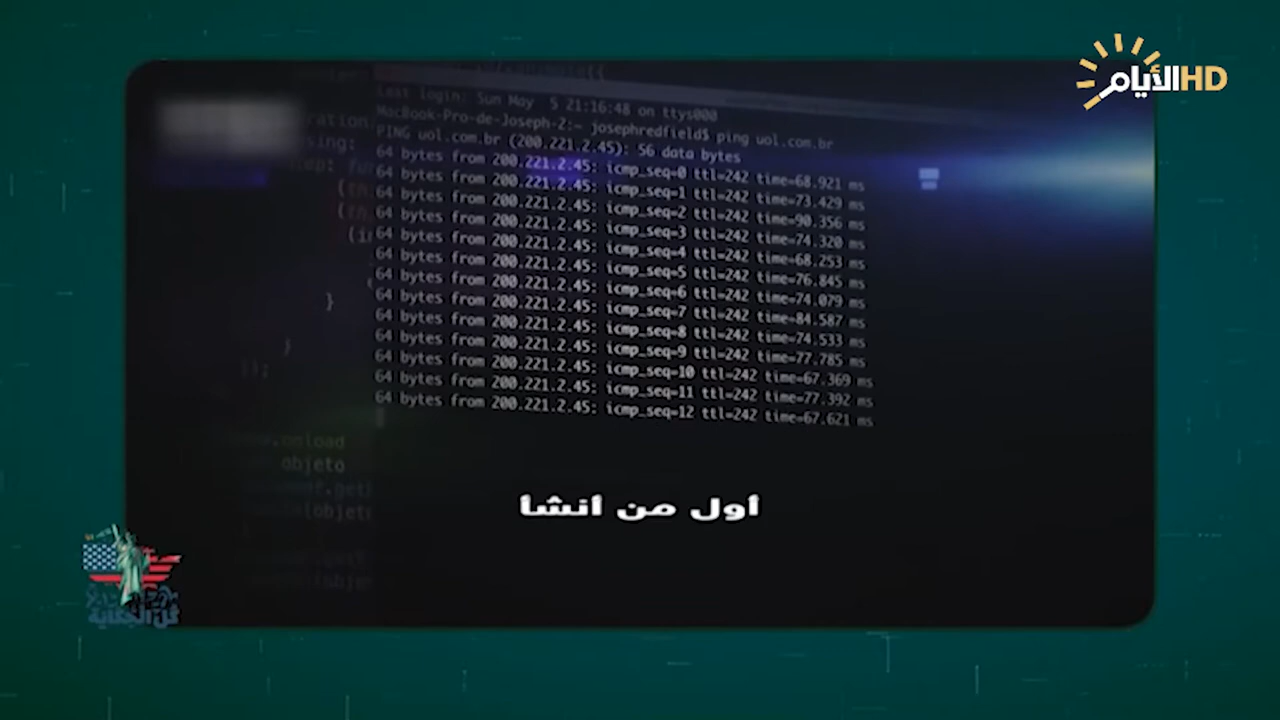 الأيام HD
Last login: Sun May 5 21:16:48 on ttys000
MacBook-Pro-de-Joseph-2:~ josephredfield$ ping uol.com.br
PING uol.com.br (200.221.2.45): 56 data bytes
64 bytes from 200.221.2.45: icmp_seq=0 ttl=242 time=68.921 ms
64 bytes from 200.221.2.45: icmp_seq=1 ttl=242 time=73.429 ms
64 bytes from 200.221.2.45: icmp_seq=2 ttl=242 time=90.356 ms
64 bytes from 200.221.2.45: icmp_seq=3 ttl=242 time=74.320 ms
64 bytes from 200.221.2.45: icmp_seq=4 ttl=242 time=68.253 ms
64 bytes from 200.221.2.45: icmp_seq=5 ttl=242 time=76.845 ms
64 bytes from 200.221.2.45: icmp_seq=6 ttl=242 time=74.079 ms
64 bytes from 200.221.2.45: icmp_seq=7 ttl=242 time=84.587 ms
64 bytes from 200.221.2.45: icmp_seq=8 ttl=242 time=74.533 ms
64 bytes from 200.221.2.45: icmp_seq=9 ttl=242 time=77.785 ms
64 bytes from 200.221.2.45: icmp_seq=10 ttl=242 time=67.369 ms
64 bytes from 200.221.2.45: icmp_seq=11 ttl=242 time=77.392 ms
64 bytes from 200.221.2.45: icmp_seq=12 ttl=242 time=67.621 ms
}
}
});
objeto
أول من أنشأ
كل الحكاية